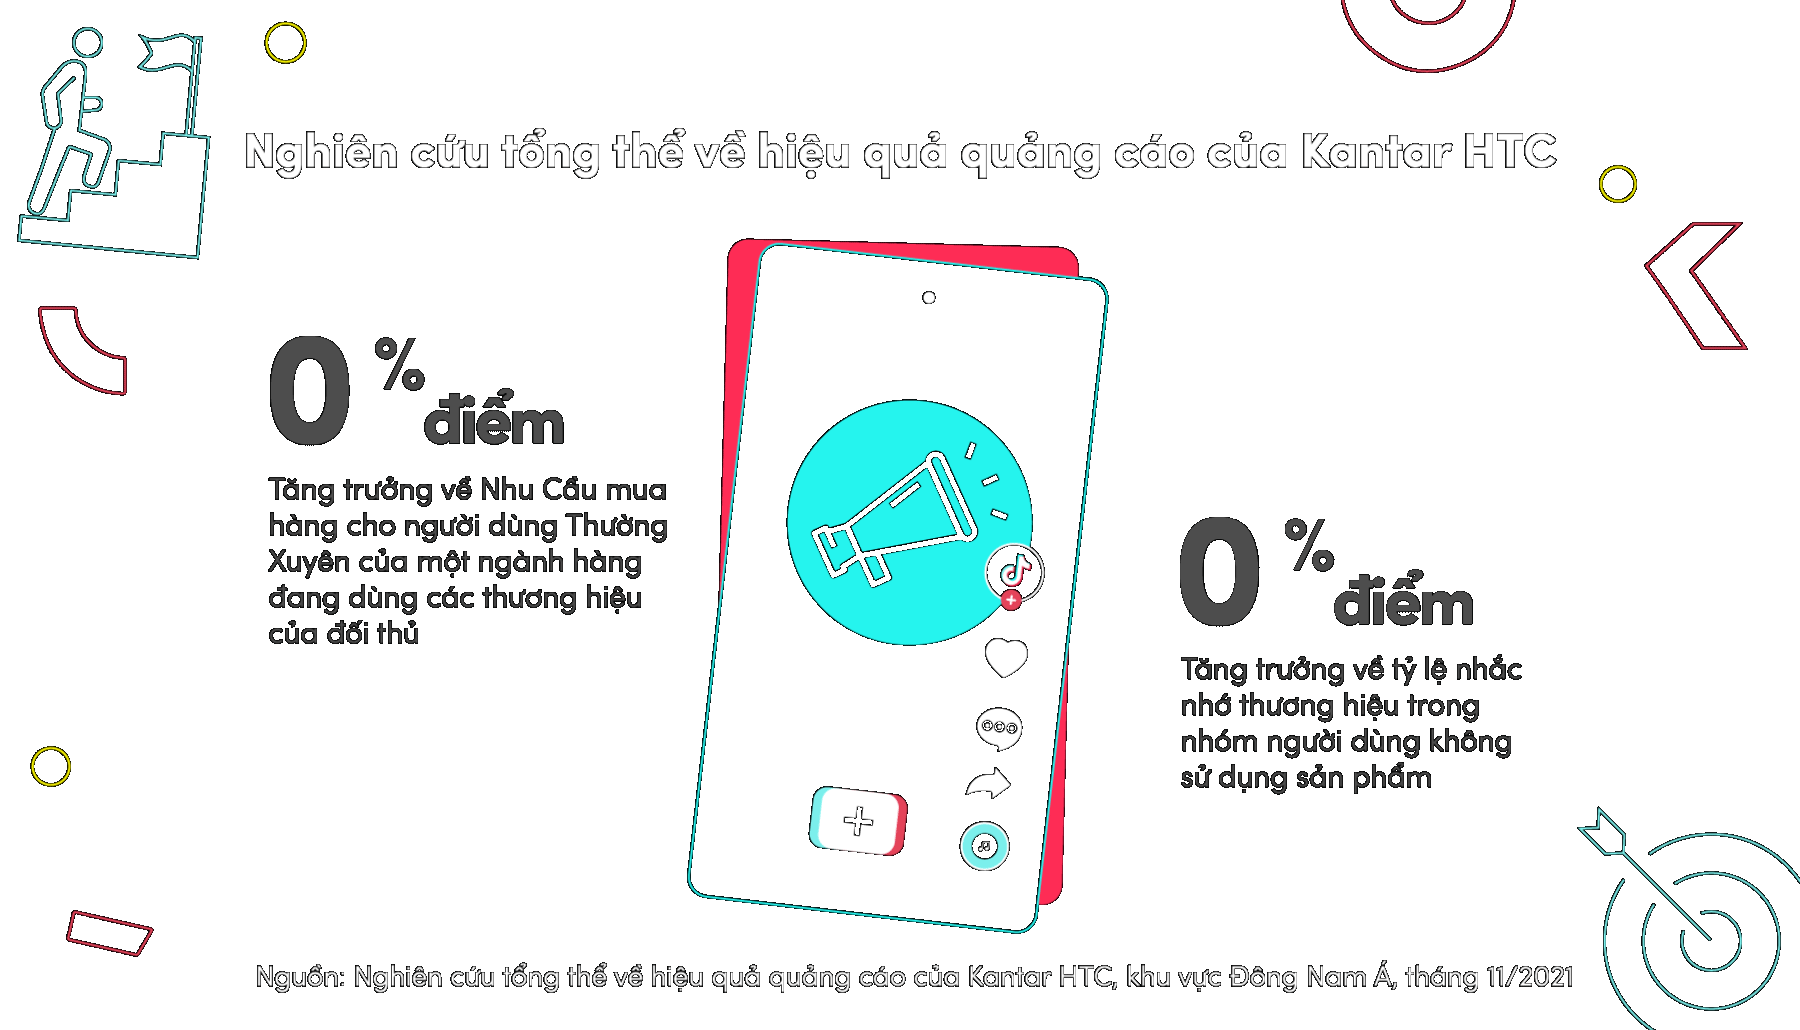 Nghiên cứu tổng thể về hiệu quả quảng cáo của Kantar HTC
0 % điểm
Tăng trưởng về Nhu Cầu mua
hàng cho người dùng Thường
Xuyên của một ngành hàng
đang dùng các thương hiệu
của đối thủ
0 % điểm
Tăng trưởng về tỷ lệ nhắc
nhớ thương hiệu trong
nhóm người dùng không
sử dụng sản phẩm
Nguồn: Nghiên cứu tổng thể về hiệu quả quảng cáo của Kantar HTC, khu vực Đông Nam Á, tháng 11/2021